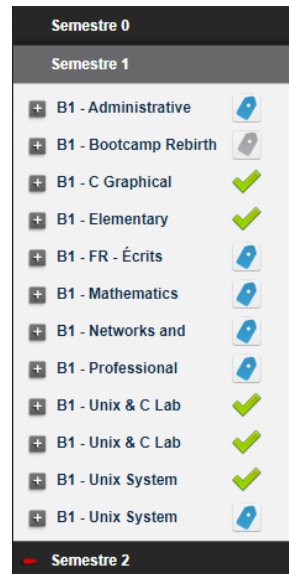 Semestre 0
Semestre 1
B1 - Administrative
B1 - Bootcamp Rebirth
B1 - C Graphical
B1 - Elementary
B1 - FR - Écrits
B1 - Mathematics
B1 - Networks and
B1 - Professional
B1 - Unix & C Lab
B1 - Unix & C Lab
B1 - Unix System
B1 - Unix System
Semestre 2